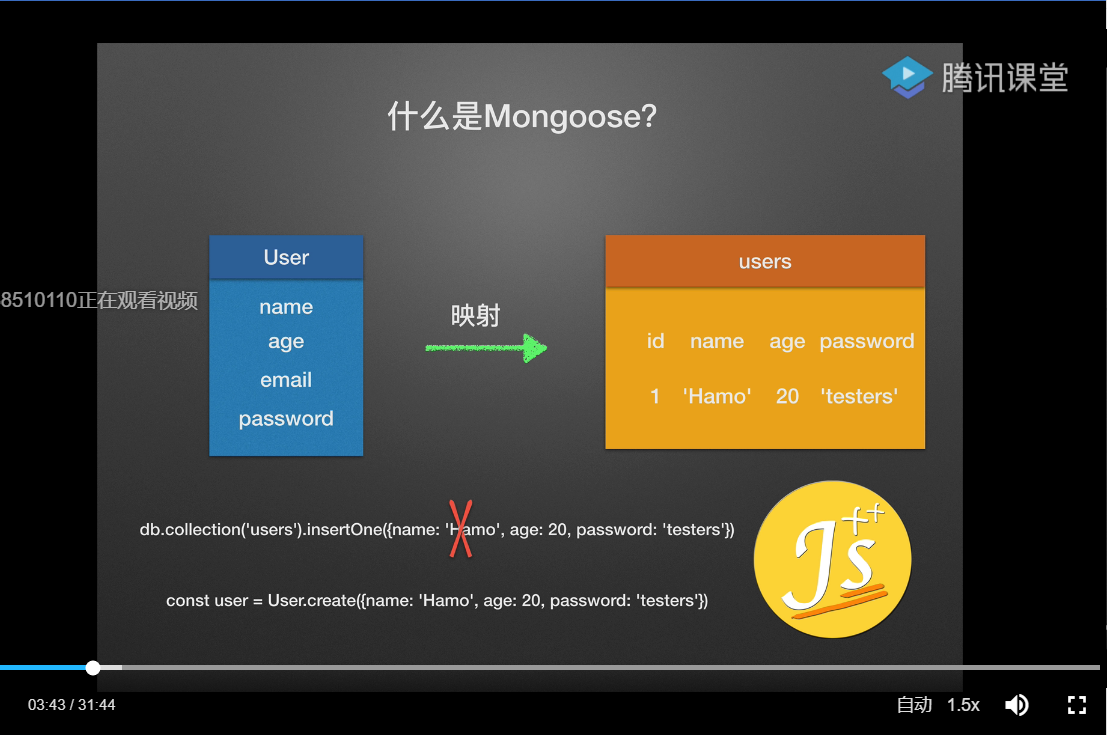 腾讯课堂
什么是Mongoose?
User
users
8510110正在观看视频
name
age
email
password
映射
id name age password
1 'Hamo' 20 'testers'
db.collection('users').insertOne({name: 'Hamo', age: 20, password: 'testers'})
const user = User.create({name: 'Hamo', age: 20, password: 'testers'})
Js++
03:43 / 31:44
自动 1.5x